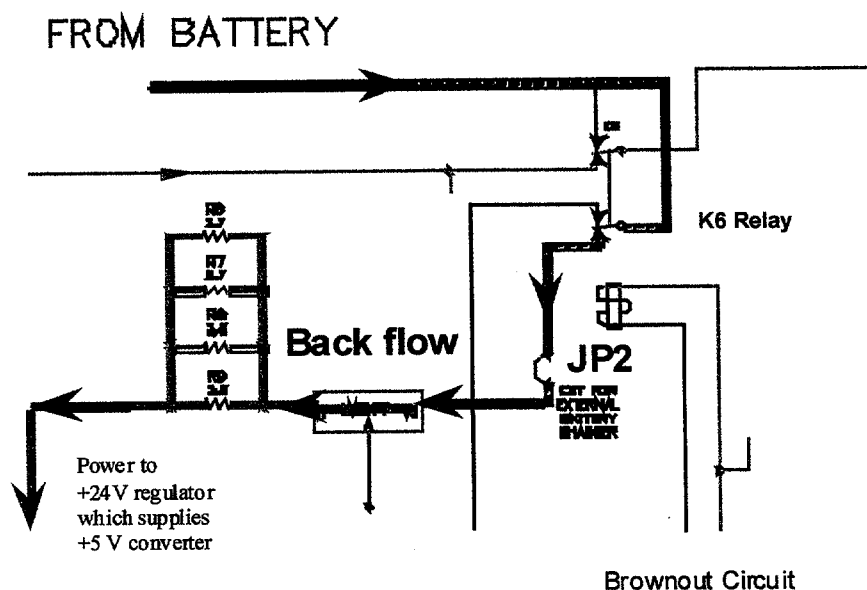 FROM BATTERY
K6 Relay
Back flow
JP2
CUT FOR
EXTERNAL
BATTERY
CHARGER
Power to
+24V regulator
which supplies
+5 V converter
Brownout Circuit